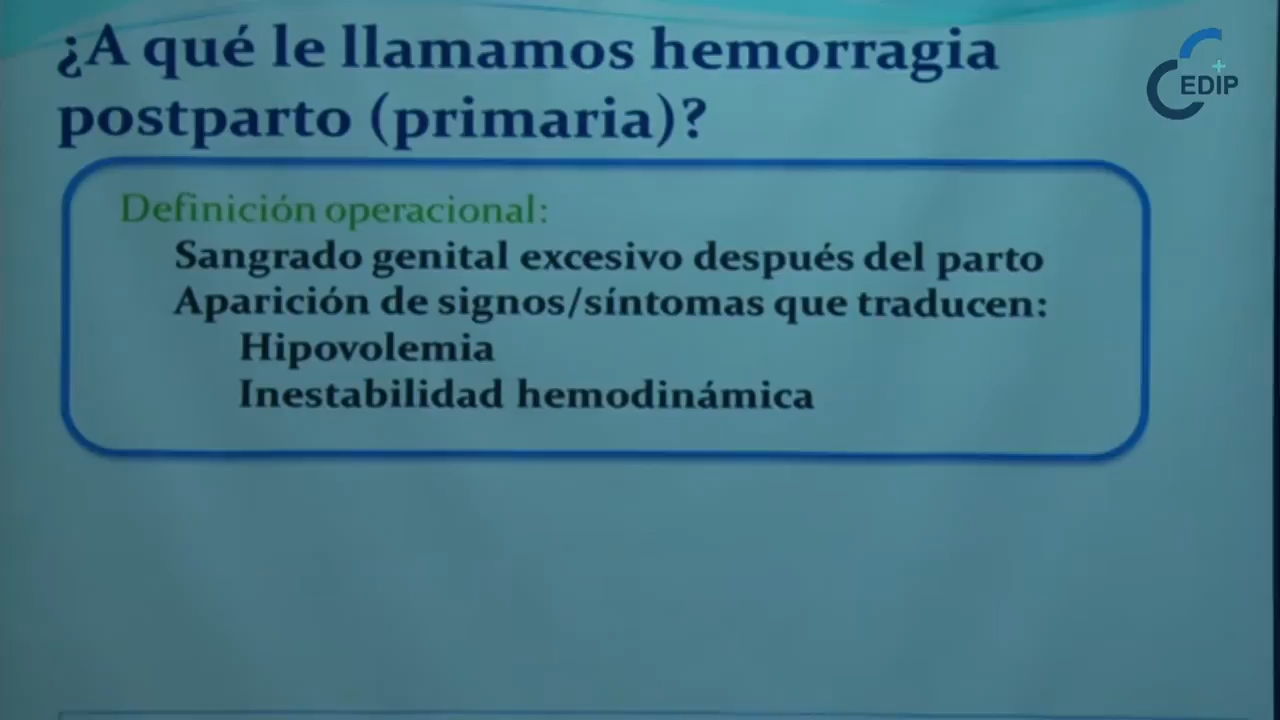 ¿A qué le llamamos hemorragia
postparto (primaria)?
CEDIP
Definición operacional:
Sangrado genital excesivo después del parto
Aparición de signos/síntomas que traducen:
Hipovolemia
Inestabilidad hemodinámica